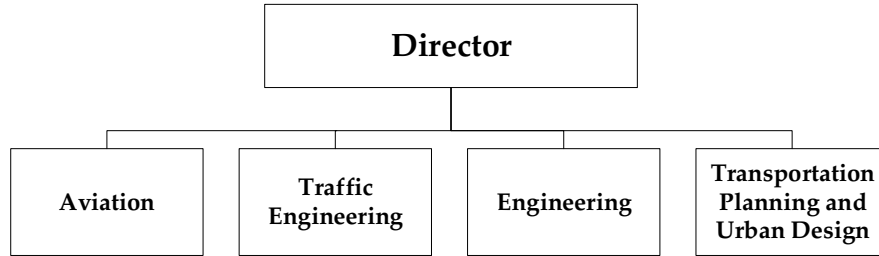 Director
Aviation
Traffic
Engineering
Engineering
Transportation
Planning and
Urban Design